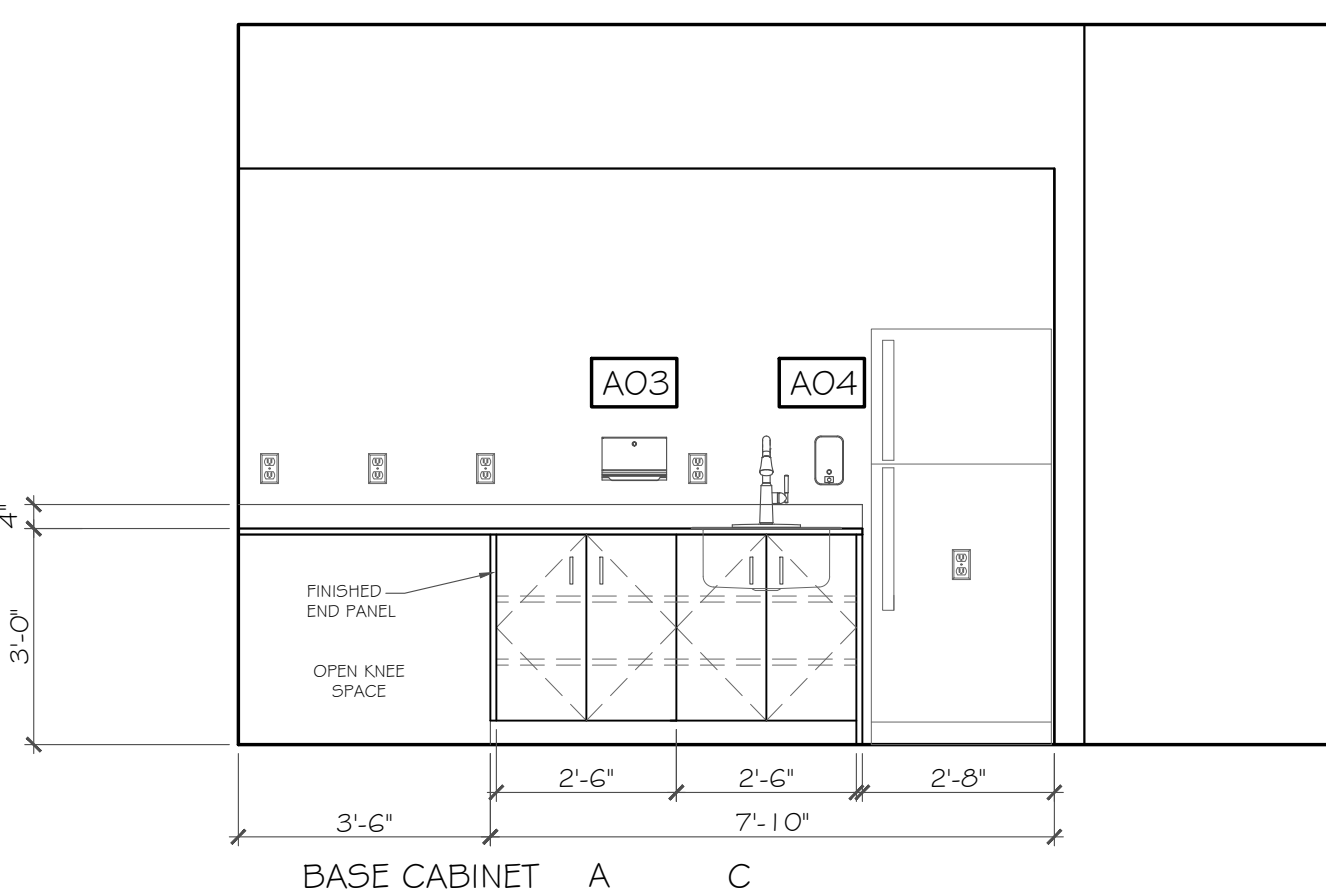 A03
A04
4"
3'-0"
FINISHED
END PANEL
OPEN KNEE
SPACE
2'-6"
2'-6"
2'-8"
3'-6"
7'-10"
BASE CABINET A C